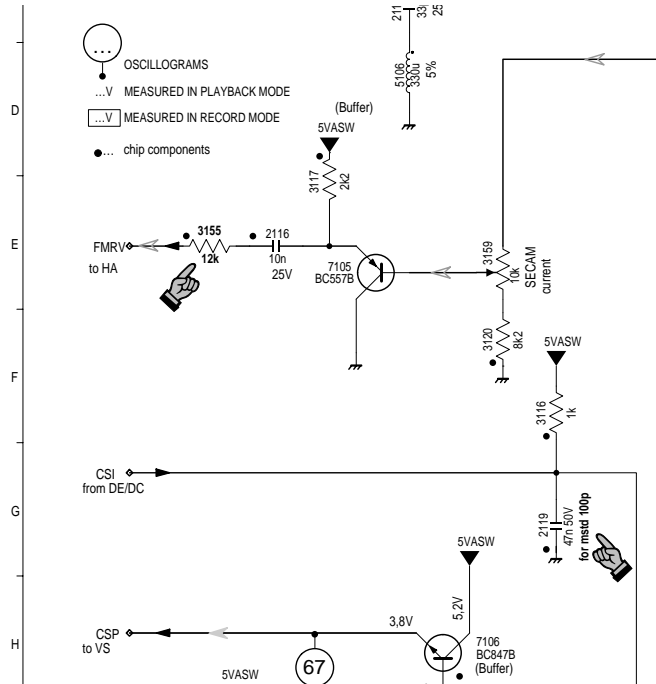 211
33
25
...
OSCILLOGRAMS
...V MEASURED IN PLAYBACK MODE
...V MEASURED IN RECORD MODE
... chip components
5106
330u
5%
D
(Buffer)
5VASW
3117
2k2
E
FMRV
to HA
3155
12k
2116
10n
25V
7105
BC557B
3159
10k
SECAM
current
3120
8k2
F
5VASW
3116
1k
CSI
from DE/DC
G
2119
47n 50V
for mstd 100p
5VASW
5,2V
3,8V
H
CSP
to VS
7106
BC847B
(Buffer)
67
5VASW